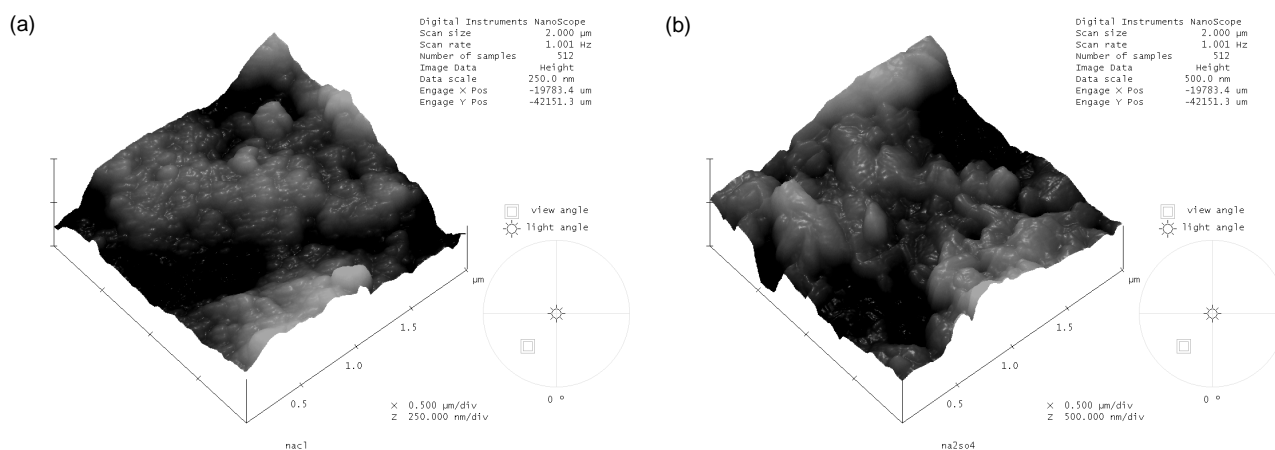 (a)
Digital Instruments NanoScope
Scan size 2.000 µm
Scan rate 1.001 Hz
Number of samples 512
Image Data Height
Data scale 250.0 nm
Engage X Pos -19783.4 um
Engage Y Pos -42151.3 um
view angle
light angle
µm
1.5
1.0
0.5
X 0.500 µm/div
Z 250.000 nm/div
0 º
nacl
(b)
Digital Instruments NanoScope
Scan size 2.000 µm
Scan rate 1.001 Hz
Number of samples 512
Image Data Height
Data scale 500.0 nm
Engage X Pos -19783.4 um
Engage Y Pos -42151.3 um
view angle
light angle
µm
1.5
1.0
0.5
X 0.500 µm/div
Z 500.000 nm/div
0 º
na2so4